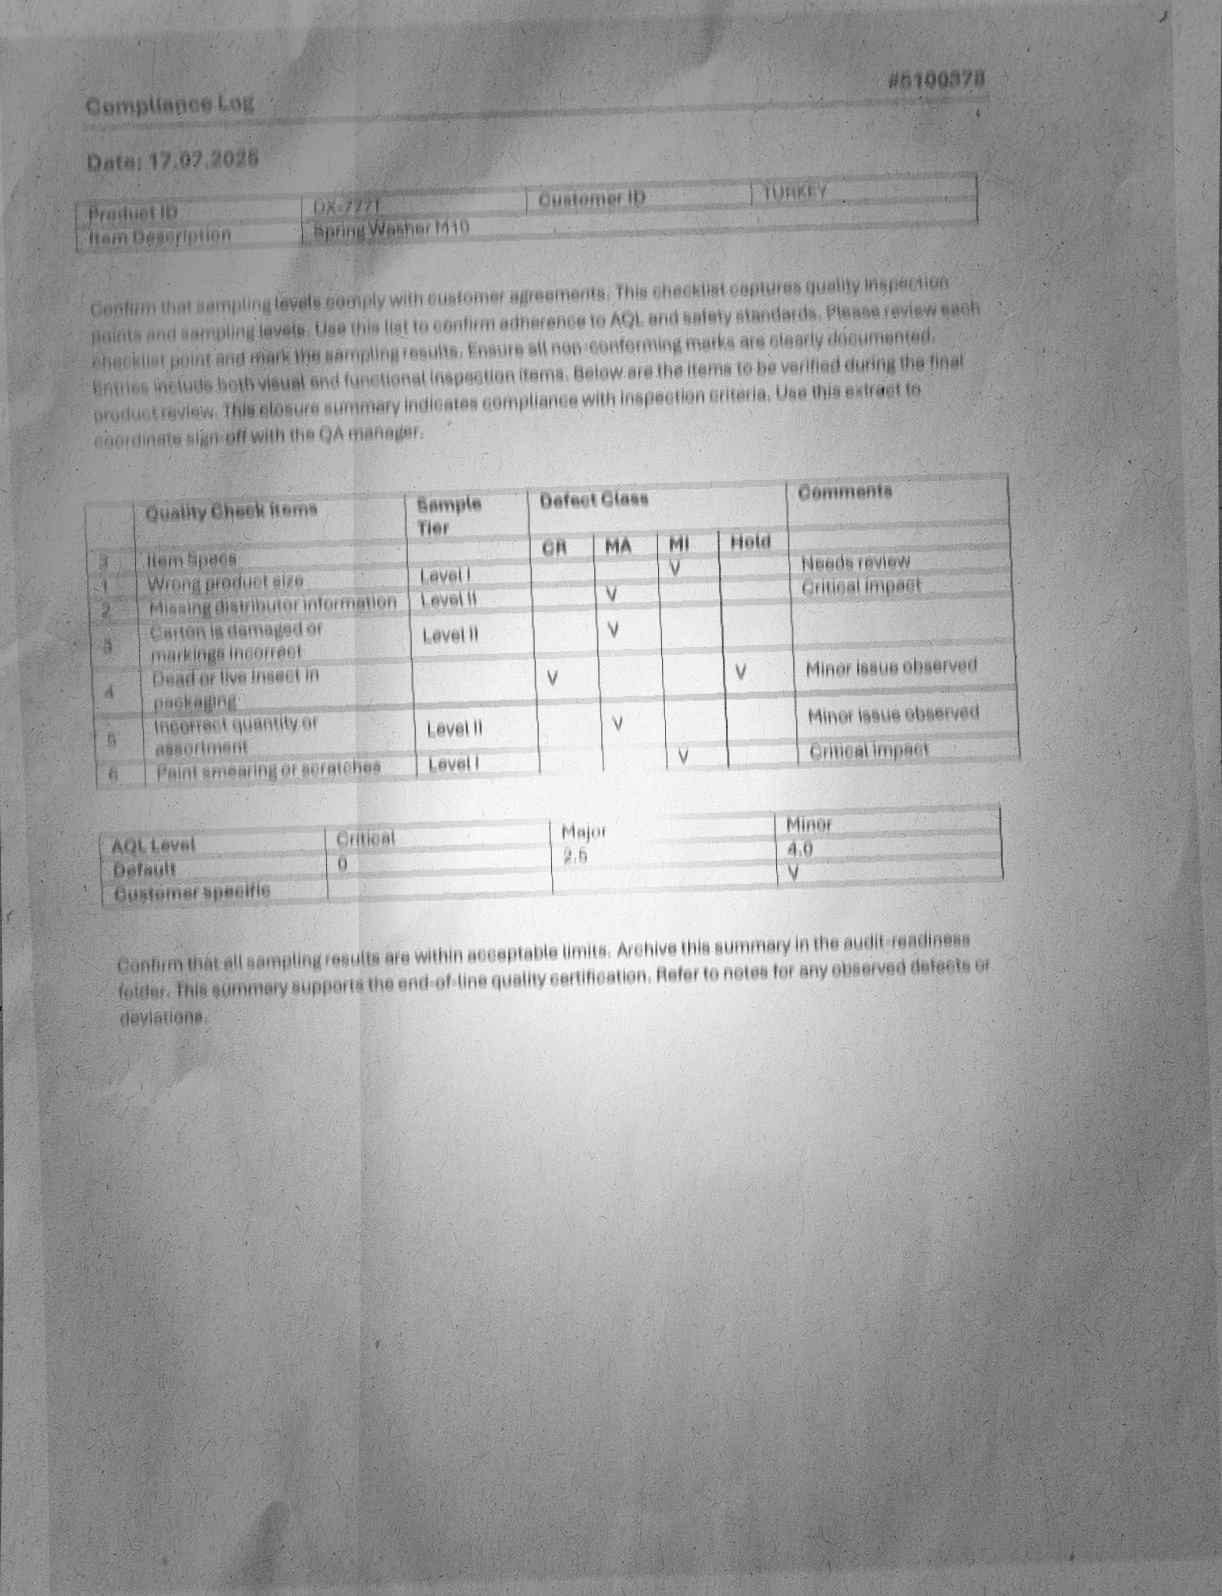 #5100378
Compliance Log
Date: 17.07.2025
Product ID DX-7771 Customer ID TURKEY
Item Description Spring Washer M10
Confirm that sampling levels comply with customer agreements. This checklist captures quality inspection
points and sampling levels. Use this list to confirm adherence to AQL and safety standards. Please review each
checklist point and mark the sampling results. Ensure all non-conforming marks are clearly documented.
Entries include both visual and functional inspection items. Below are the items to be verified during the final
product review. This closure summary indicates compliance with inspection criteria. Use this extract to
coordinate sign-off with the QA manager.
Quality Check Items Sample Defect Class Comments
Tier
CR MA MI Hold
3 Item Specs
1 Wrong product size Level I V Needs review
2 Missing distributor information Level II V Critical impact
3 Carton is damaged or Level II V
markings incorrect
4 Dead or live insect in V V Minor issue observed
packaging
5 Incorrect quantity or Level II V Minor issue observed
assortment
6 Paint smearing or scratches Level I V Critical impact
AQL Level Critical Major Minor
Default 0 2.5 4.0
Customer specific V
Confirm that all sampling results are within acceptable limits. Archive this summary in the audit-readiness
folder. This summary supports the end-of-line quality certification. Refer to notes for any observed defects or
deviations.